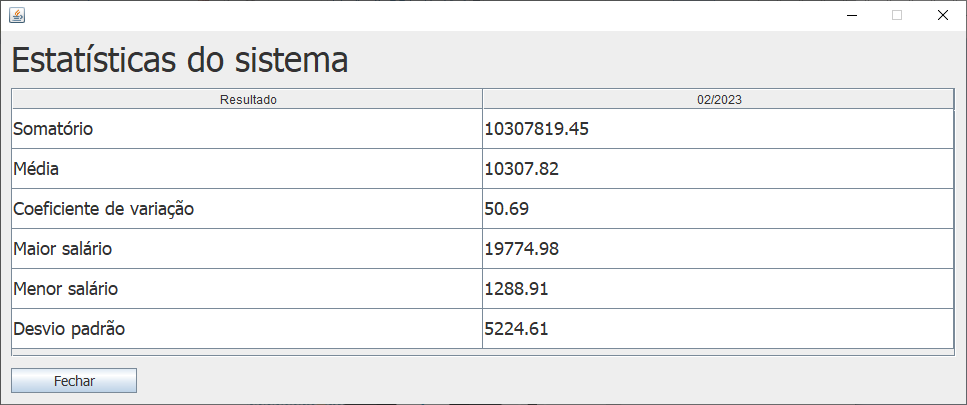 Estatísticas do sistema
Resultado 02/2023
Somatório 10307819.45
Média 10307.82
Coeficiente de variação 50.69
Maior salário 19774.98
Menor salário 1288.91
Desvio padrão 5224.61
Fechar